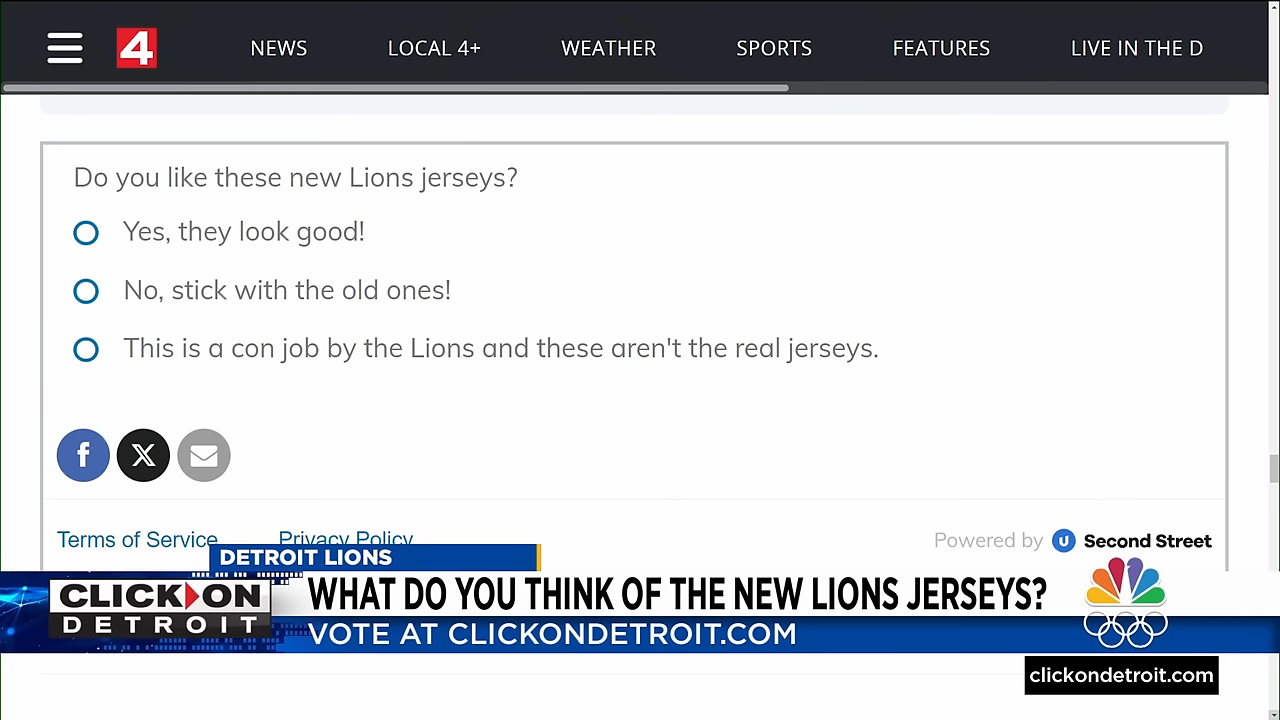 4
NEWS
LOCAL 4+
WEATHER
SPORTS
FEATURES
LIVE IN THE D
Do you like these new Lions jerseys?
Yes, they look good!
No, stick with the old ones!
This is a con job by the Lions and these aren't the real jerseys.
f
X
Terms of Service
Privacy Policy
Powered by
Second Street
DETROIT LIONS
CLICK ON
DETROIT
WHAT DO YOU THINK OF THE NEW LIONS JERSEYS?
VOTE AT CLICKONDETROIT.COM
clickondetroit.com